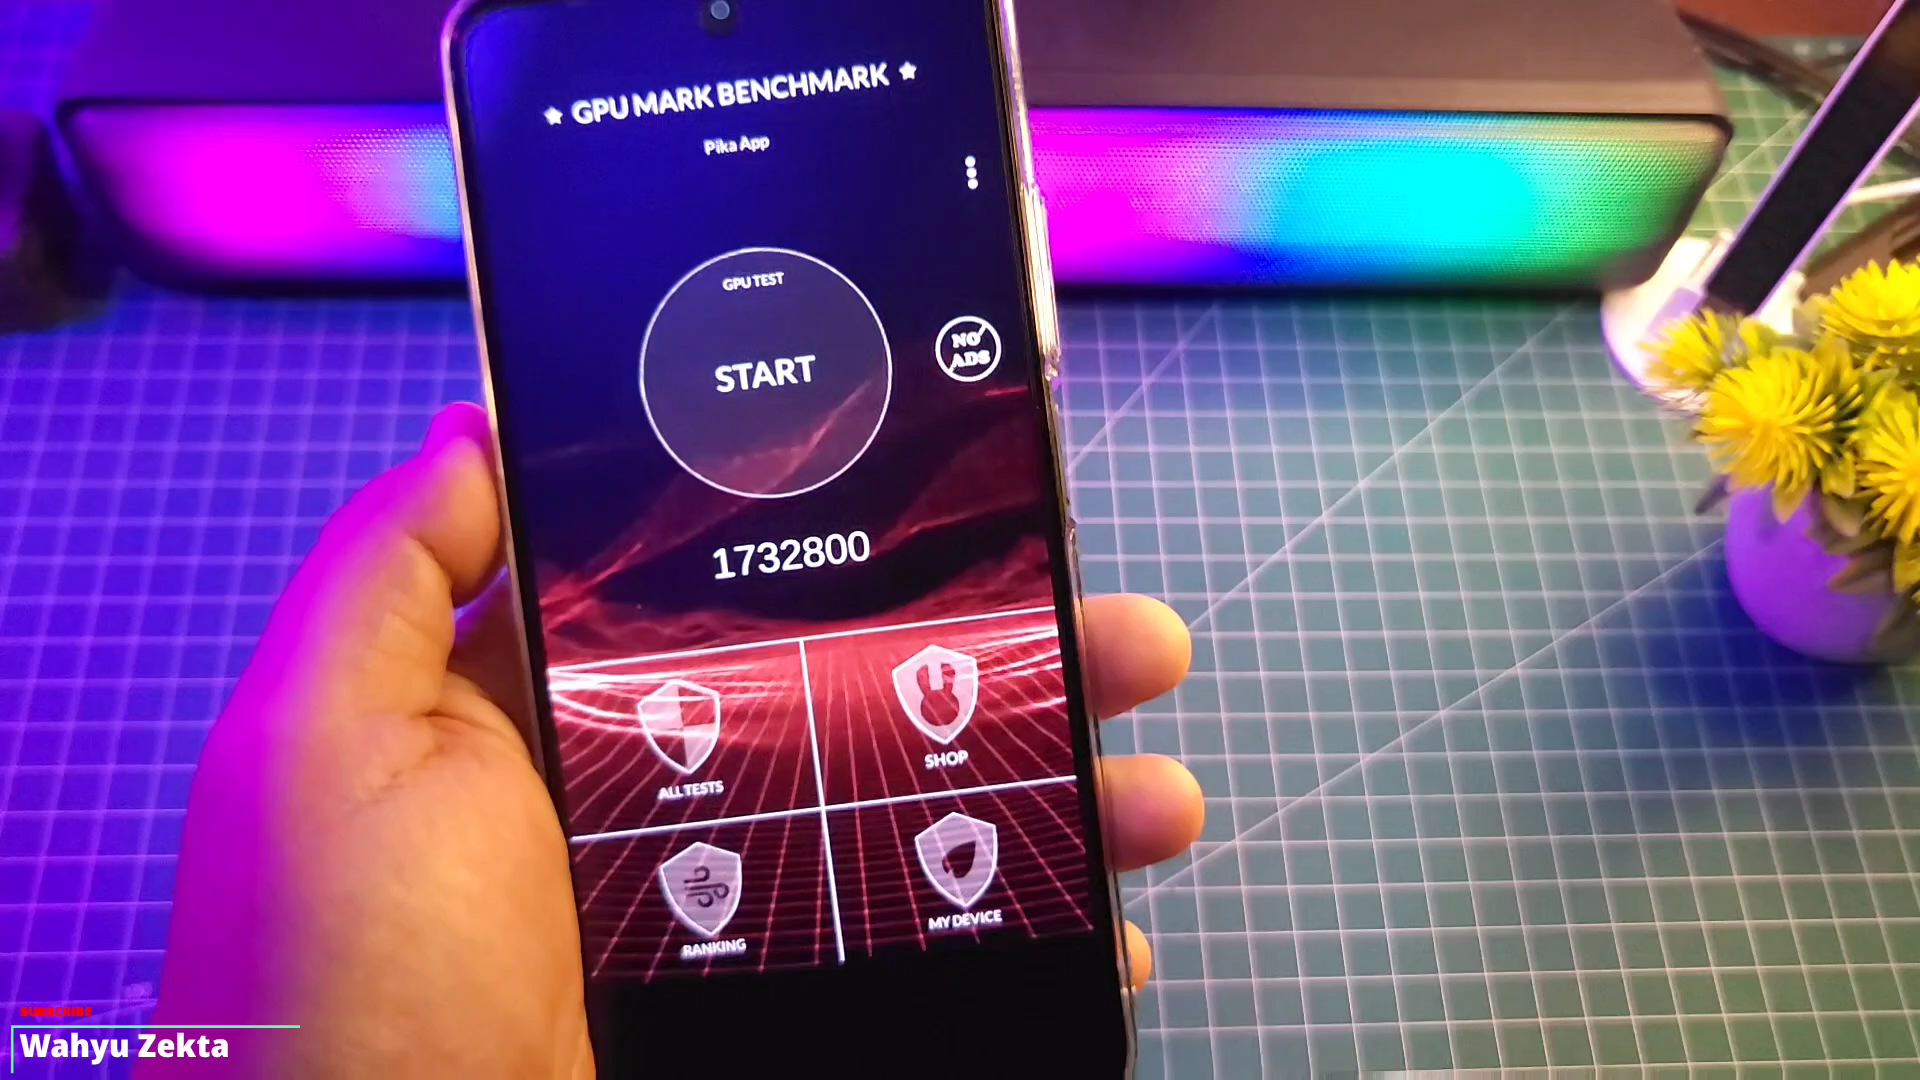 GPU MARK BENCHMARK
Pika App
GPU TEST
START
NO
ADS
1732800
ALL TESTS
SHOP
RANKING
MY DEVICE
SUBSCRIBE
Wahyu Zekta